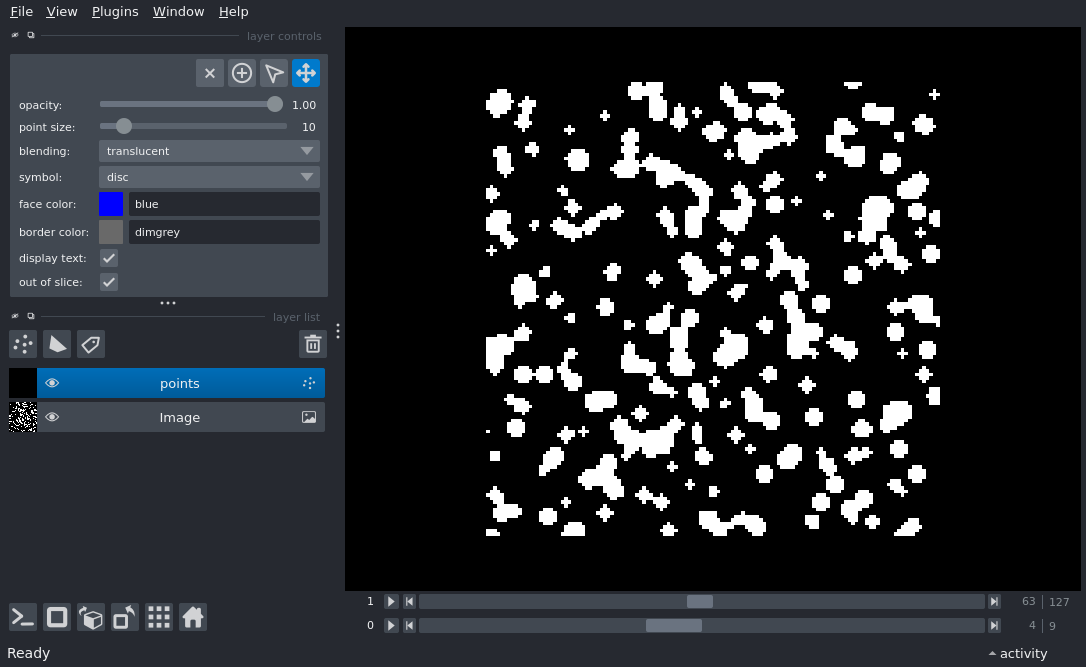 File View Plugins Window Help
layer controls
opacity: 1.00
point size: 10
blending: translucent
symbol: disc
face color: blue
border color: dimgrey
display text:
out of slice:
layer list
points
Image
1 63 127
0 4 9
Ready activity